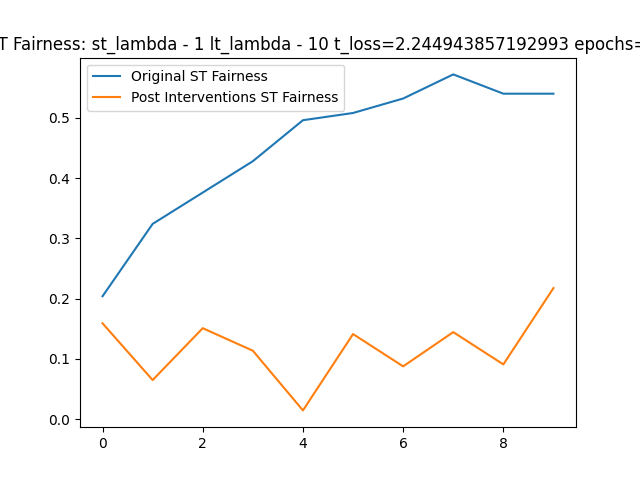 T Fairness: st_lambda - 1 lt_lambda - 10 t_loss=2.244943857192993 epochs=
Original ST Fairness
Post Interventions ST Fairness
0.5
0.4
0.3
0.2
0.1
0.0
0 2 4 6 8